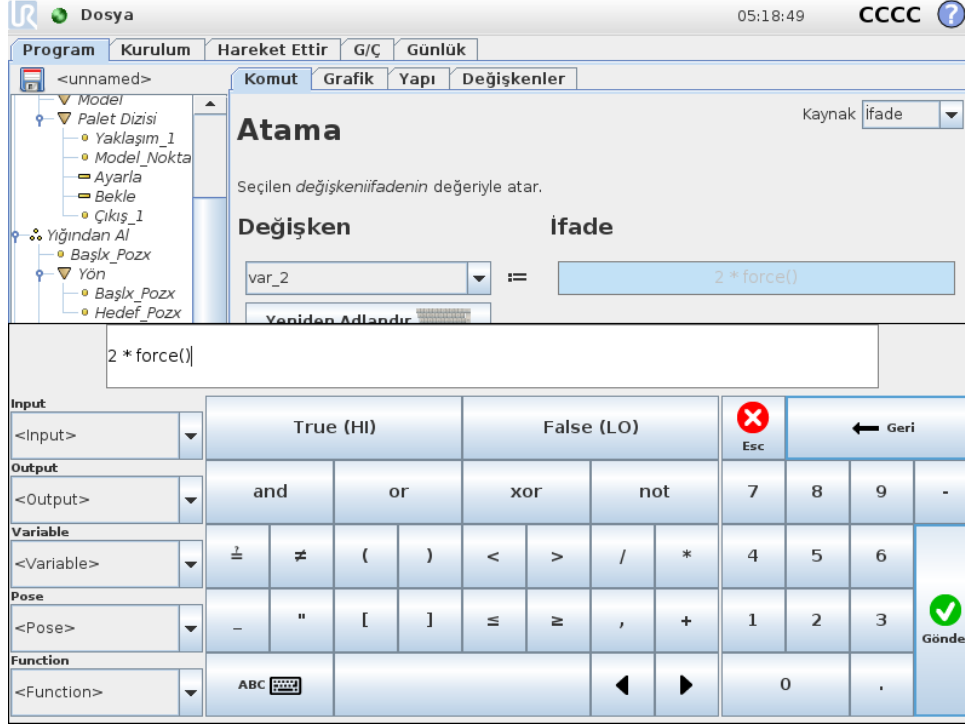 UR Dosya 05:18:49 CCCC ?
Program Kurulum Hareket Ettir G/Ç Günlük
<unnamed> Komut Grafik Yapı Değişkenler
Model
Palet Dizisi
Yaklaşım_1
Model_Nokta
Ayarla
Bekle
Çıkış_1
Yığından Al
Başlx_Pozx
Yön
Başlx_Pozx
Hedef_Pozx
Kaynak İfade
Atama
Seçilen değişkeniifadenin değeriyle atar.
Değişken İfade
var_2 := 2 * force()
Yeniden Adlandır
2 * force()
Input
<Input>
Output
<Output>
Variable
<Variable>
Pose
<Pose>
Function
<Function>
True (HI) False (LO) Esc Geri
and or xor not 7 8 9 -
≟ ≠ ( ) < > / * 4 5 6
_ " [ ] ≤ ≥ , + 1 2 3 Gönde
ABC 0 .